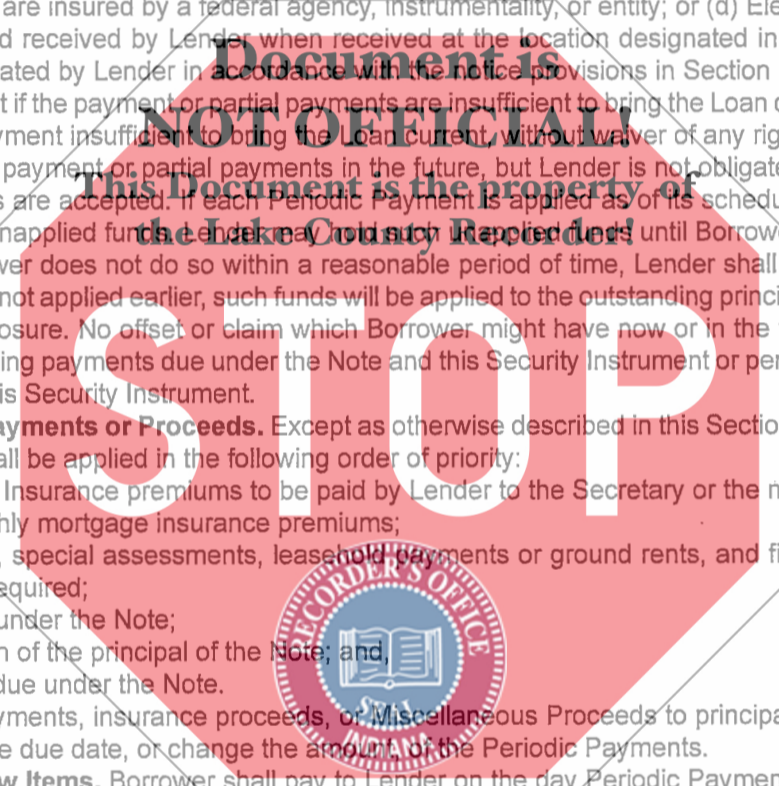 are insured by a federal agency, instrumentality, or entity; or (d) Ele
d received by Lender when received at the location designated in
ated by Lender in accordance with the notice provisions in Section
t if the payment or partial payments are insufficient to bring the Loan
yment insufficient to bring the Loan current, without waiver of any rig
payment or partial payments in the future, but Lender is not obligate
s are accepted. If each Periodic Payment is applied as of its schedu
napplied funds. Lender may hold such unapplied funds until Borrow
wer does not do so within a reasonable period of time, Lender shall
not applied earlier, such funds will be applied to the outstanding princi
osure. No offset or claim which Borrower might have now or in the
ing payments due under the Note and this Security Instrument or per
is Security Instrument.
ayments or Proceeds. Except as otherwise described in this Sectio
all be applied in the following order of priority:
Insurance premiums to be paid by Lender to the Secretary or the m
hly mortgage insurance premiums;
, special assessments, leasehold payments or ground rents, and fi
equired;
under the Note;
n of the principal of the Note; and,
due under the Note.
yments, insurance proceeds, or Miscellaneous Proceeds to principa
e due date, or change the amount, of the Periodic Payments.
w Items. Borrower shall pay to Lender on the day Periodic Paymen
Document is
NOT OFFICIAL!
This Document is the property of
the Lake County Recorder!
STOP
RECORDER'S OFFICE
SEAL
INDIANA